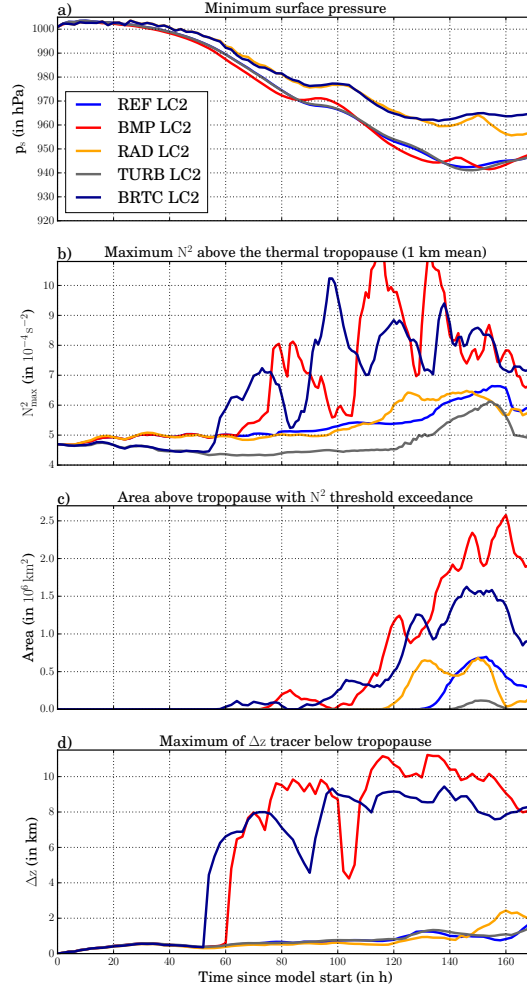 a) Minimum surface pressure
1000
990
980
970
960
950
940
930
920
p_s (in hPa)
REF LC2
BMP LC2
RAD LC2
TURB LC2
BRTC LC2
b) Maximum N² above the thermal tropopause (1 km mean)
10
9
8
7
6
5
4
N²_max (in 10⁻⁴ s⁻²)
c) Area above tropopause with N² threshold exceedance
2.5
2.0
1.5
1.0
0.5
0.0
Area (in 10⁶ km²)
d) Maximum of Δz tracer below tropopause
10
8
6
4
2
0
Δz (in km)
0 20 40 60 80 100 120 140 160
Time since model start (in h)